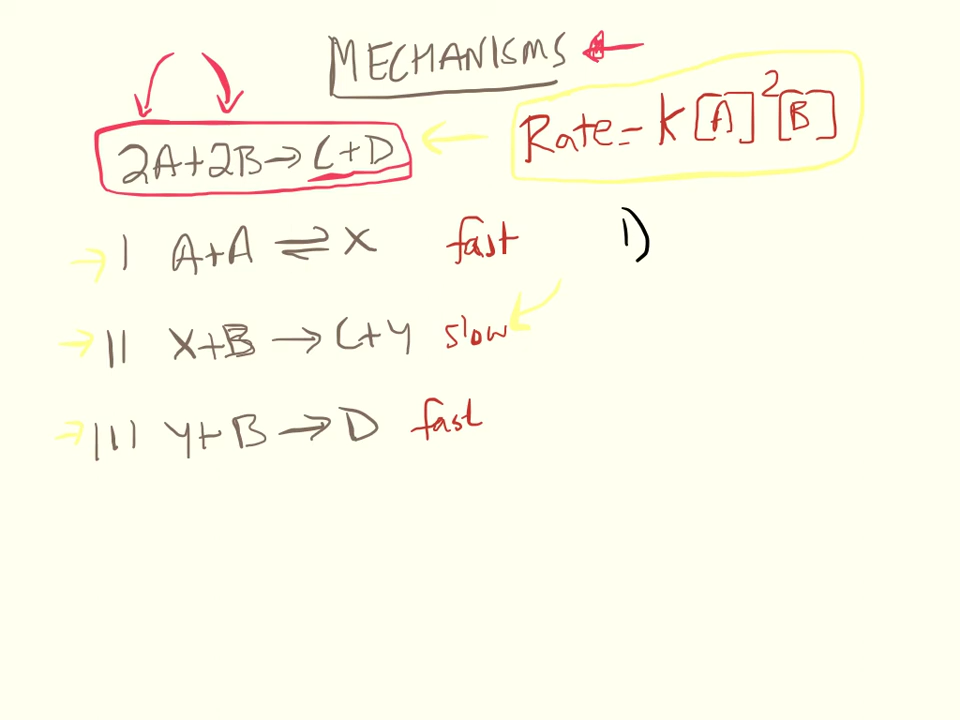 MECHANISMS
Rate = K[A]²[B]
2A+2B→C+D
I A+A ⇌ X fast
1)
II X+B → C+Y slow
III Y+B → D fast